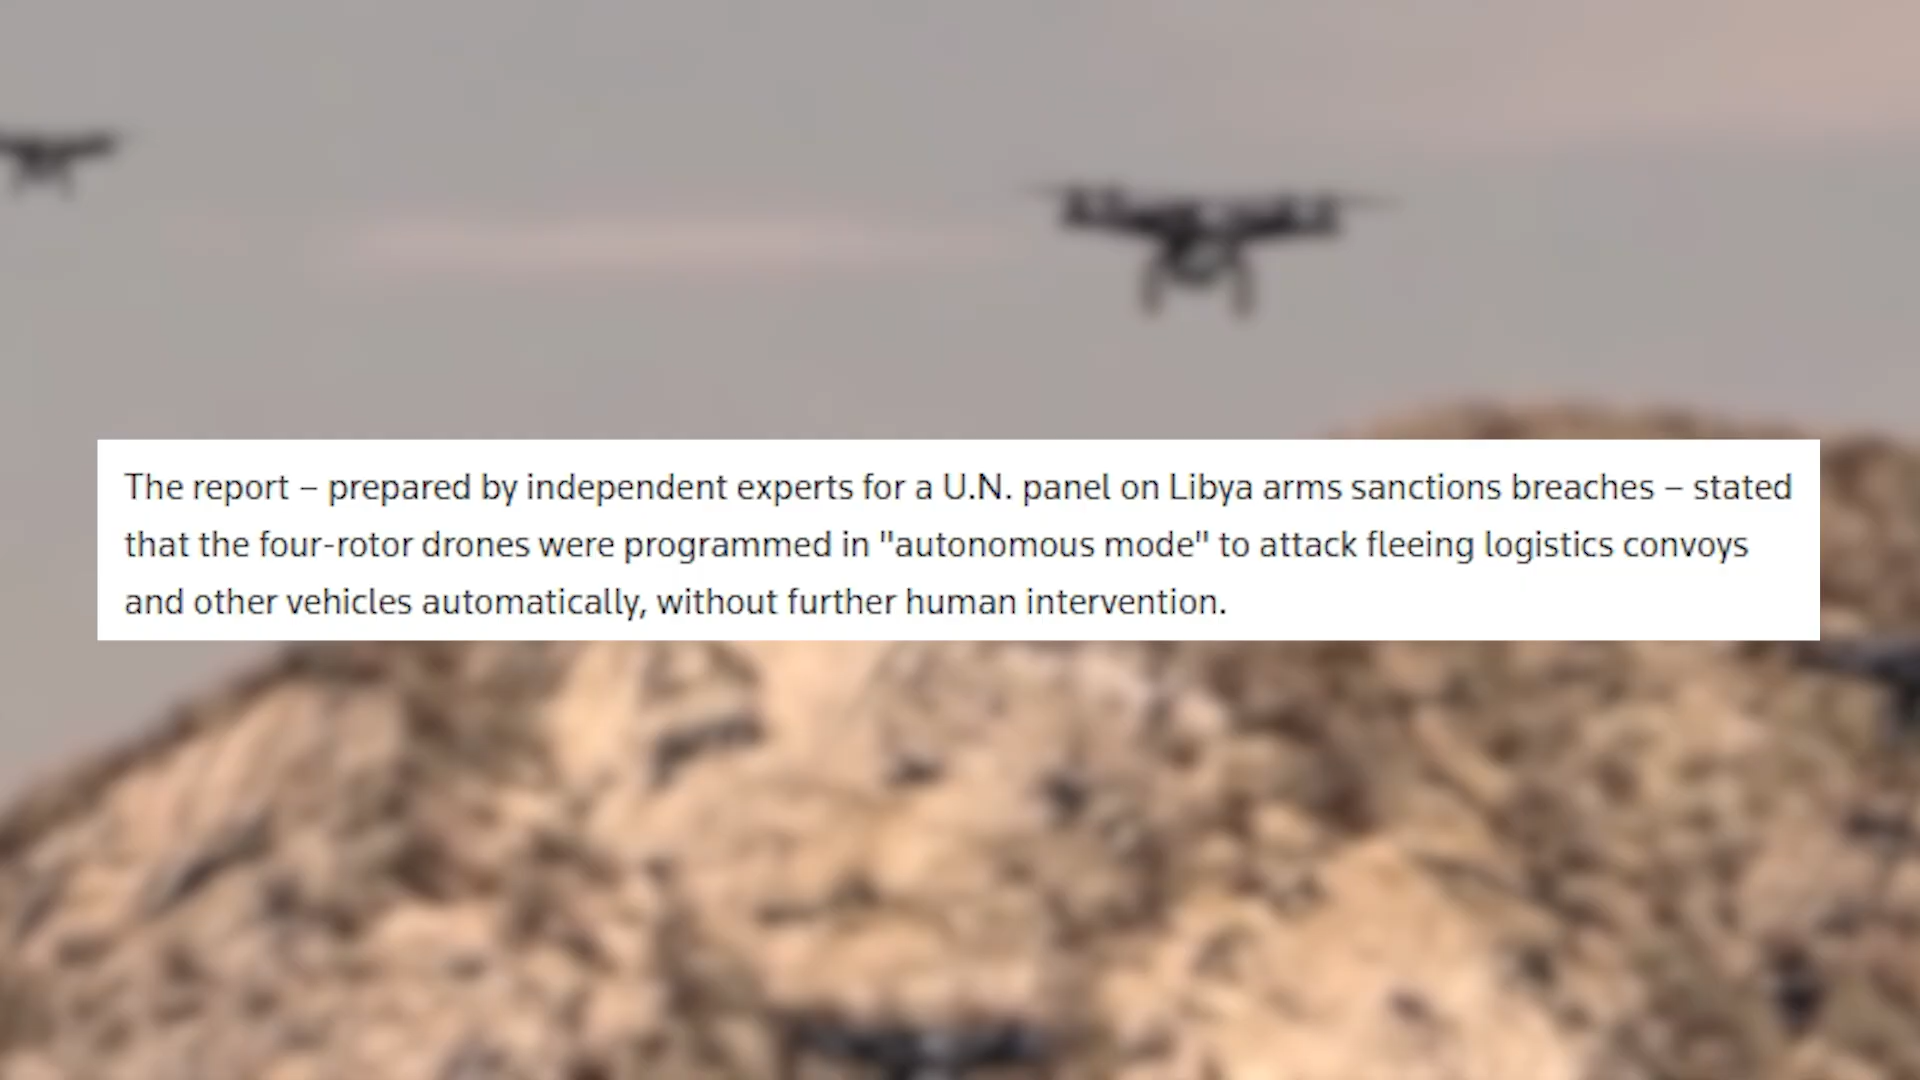 The report – prepared by independent experts for a U.N. panel on Libya arms sanctions breaches – stated
that the four-rotor drones were programmed in "autonomous mode" to attack fleeing logistics convoys
and other vehicles automatically, without further human intervention.